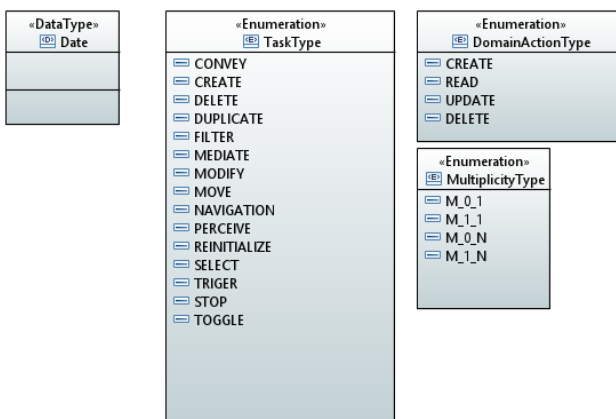 «DataType»
Date
«Enumeration»
TaskType
CONVEY
CREATE
DELETE
DUPLICATE
FILTER
MEDIATE
MODIFY
MOVE
NAVIGATION
PERCEIVE
REINITIALIZE
SELECT
TRIGER
STOP
TOGGLE
«Enumeration»
DomainActionType
CREATE
READ
UPDATE
DELETE
«Enumeration»
MultiplicityType
M_0_1
M_1_1
M_0_N
M_1_N